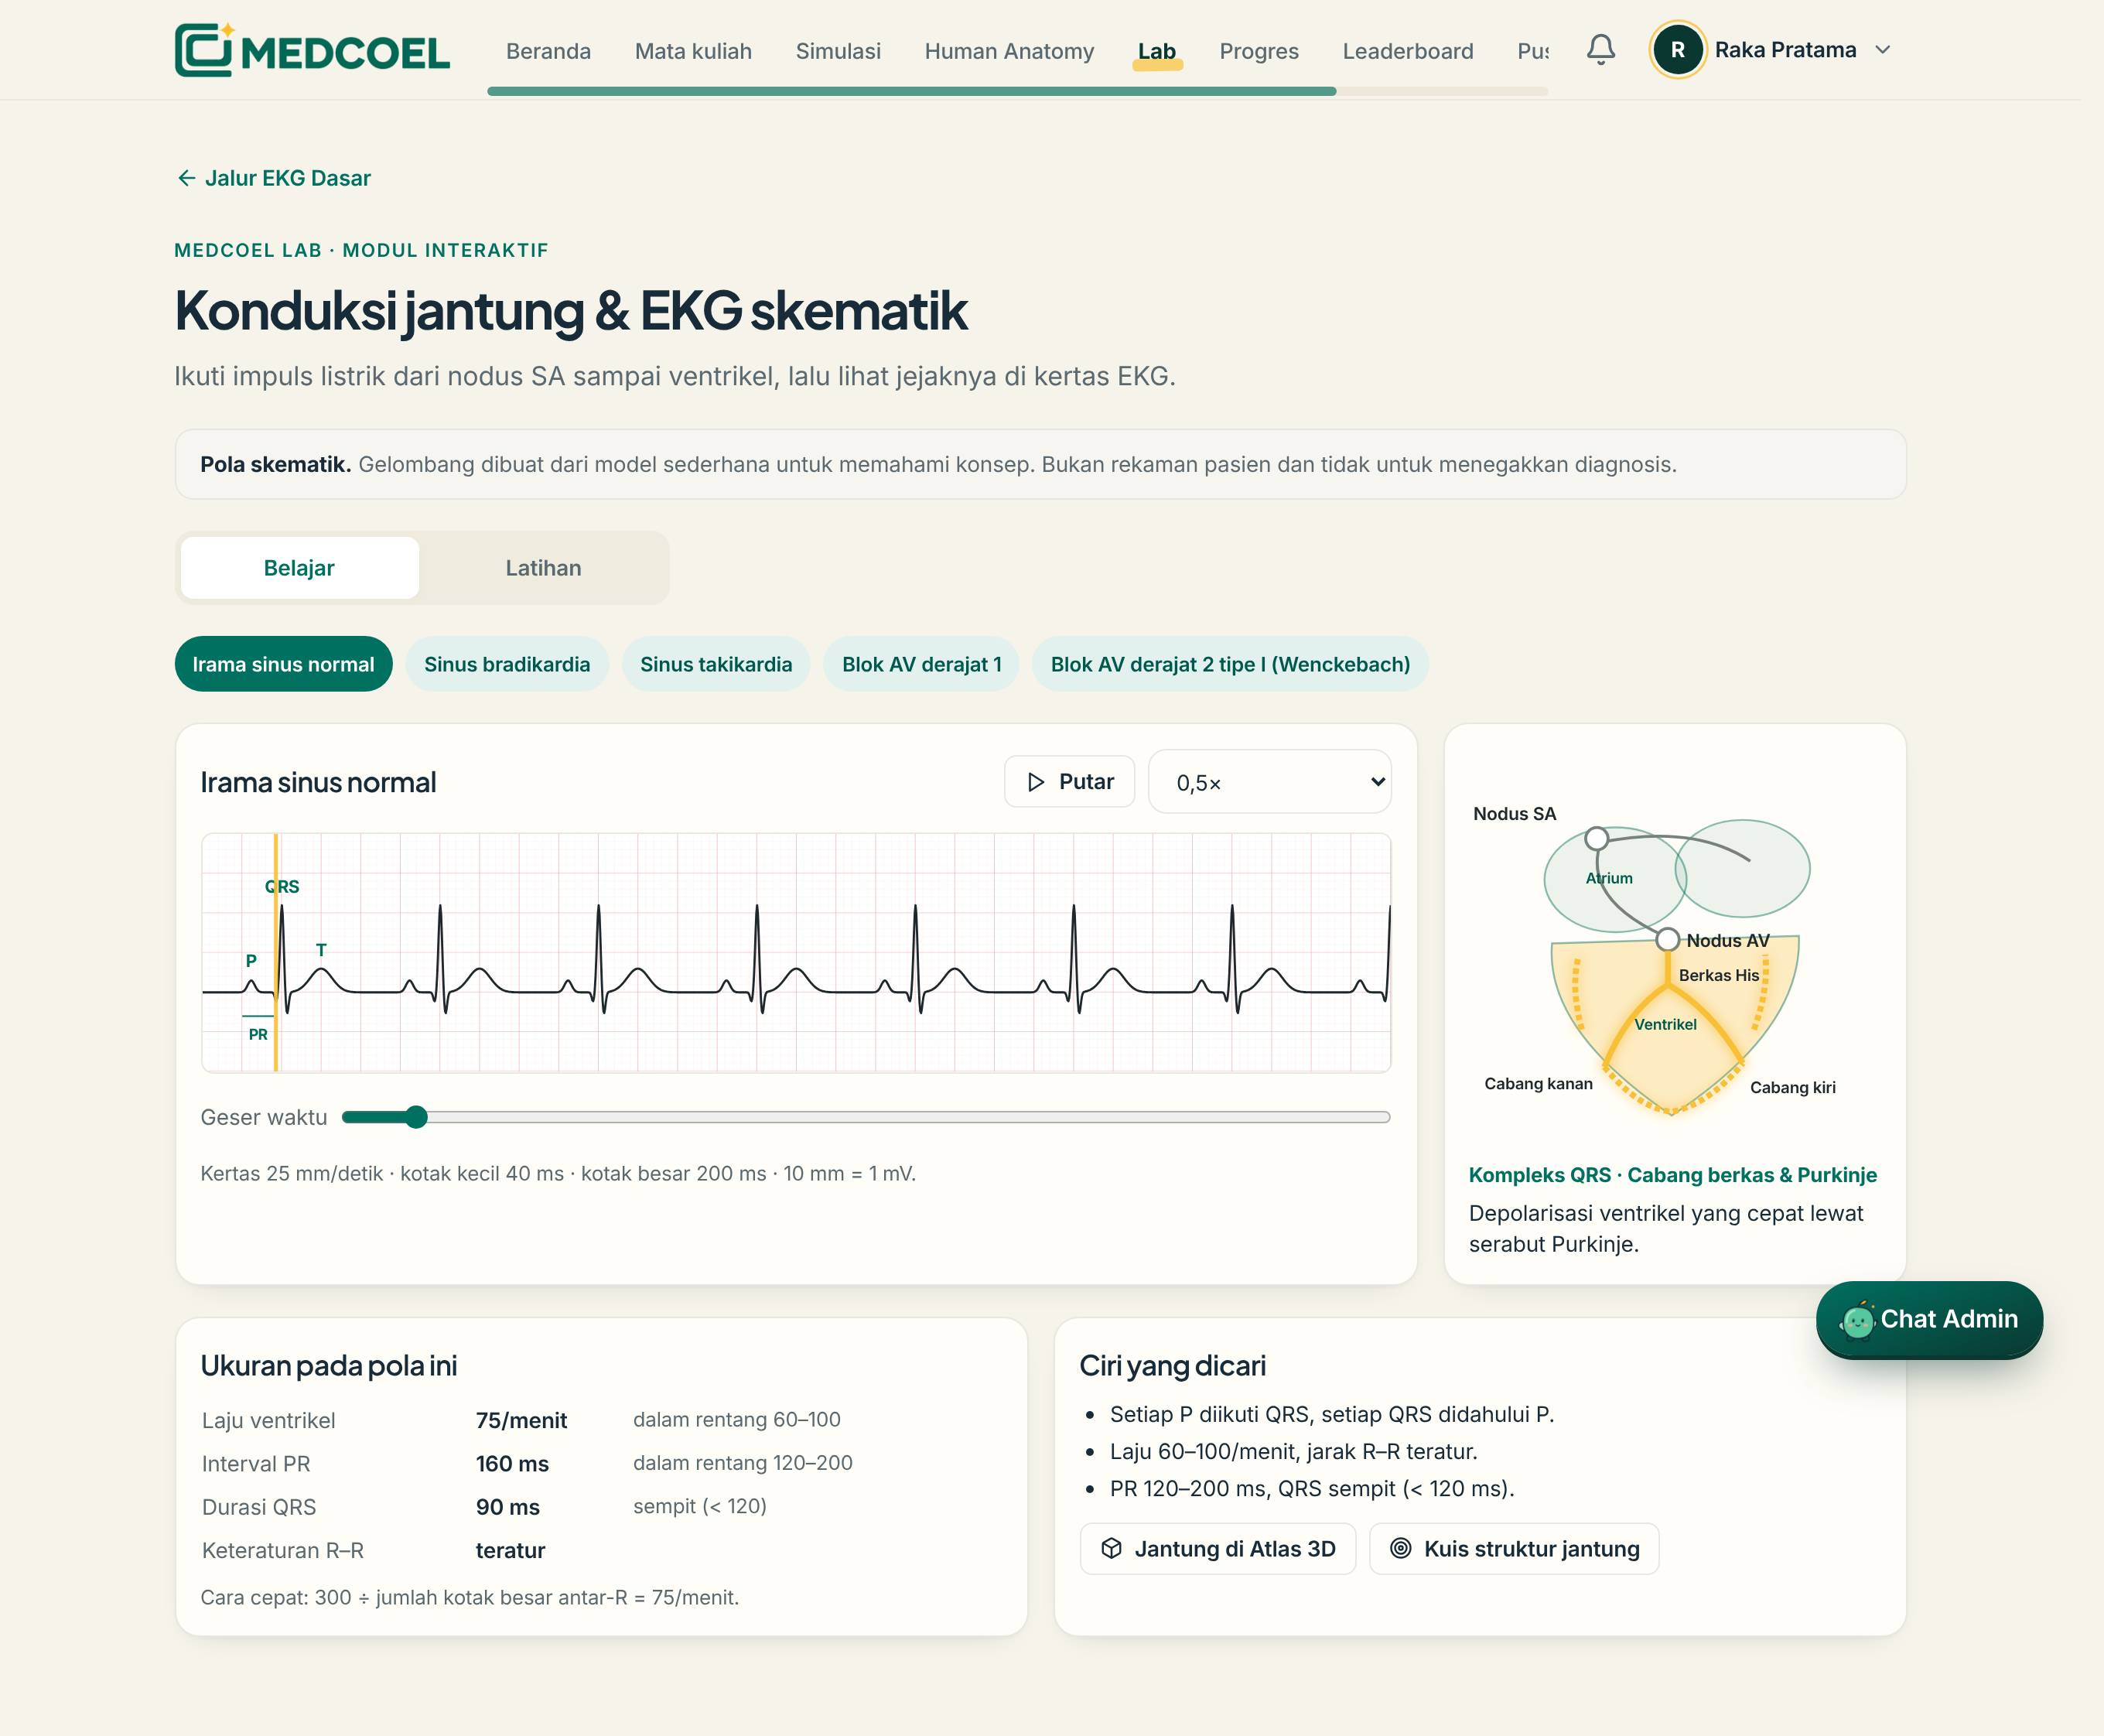 MEDCOEL
Beranda
Mata kuliah
Simulasi
Human Anatomy
Lab
Progres
Leaderboard
R
Raka Pratama
← Jalur EKG Dasar
MEDCOEL LAB · MODUL INTERAKTIF
Konduksi jantung & EKG skematik
Ikuti impuls listrik dari nodus SA sampai ventrikel, lalu lihat jejaknya di kertas EKG.
Pola skematik. Gelombang dibuat dari model sederhana untuk memahami konsep. Bukan rekaman pasien dan tidak untuk menegakkan diagnosis.
Belajar
Latihan
Irama sinus normal
Sinus bradikardia
Sinus takikardia
Blok AV derajat 1
Blok AV derajat 2 tipe I (Wenckebach)
Irama sinus normal
Putar
0,5×
QRS
P
T
PR
Geser waktu
Kertas 25 mm/detik · kotak kecil 40 ms · kotak besar 200 ms · 10 mm = 1 mV.
Nodus SA
Atrium
Nodus AV
Berkas His
Ventrikel
Cabang kanan
Cabang kiri
Kompleks QRS · Cabang berkas & Purkinje
Depolarisasi ventrikel yang cepat lewat
serabut Purkinje.
Chat Admin
Ukuran pada pola ini
Laju ventrikel 75/menit dalam rentang 60–100
Interval PR 160 ms dalam rentang 120–200
Durasi QRS 90 ms sempit (< 120)
Keteraturan R–R teratur
Cara cepat: 300 ÷ jumlah kotak besar antar-R = 75/menit.
Ciri yang dicari
• Setiap P diikuti QRS, setiap QRS didahului P.
• Laju 60–100/menit, jarak R–R teratur.
• PR 120–200 ms, QRS sempit (< 120 ms).
Jantung di Atlas 3D
Kuis struktur jantung